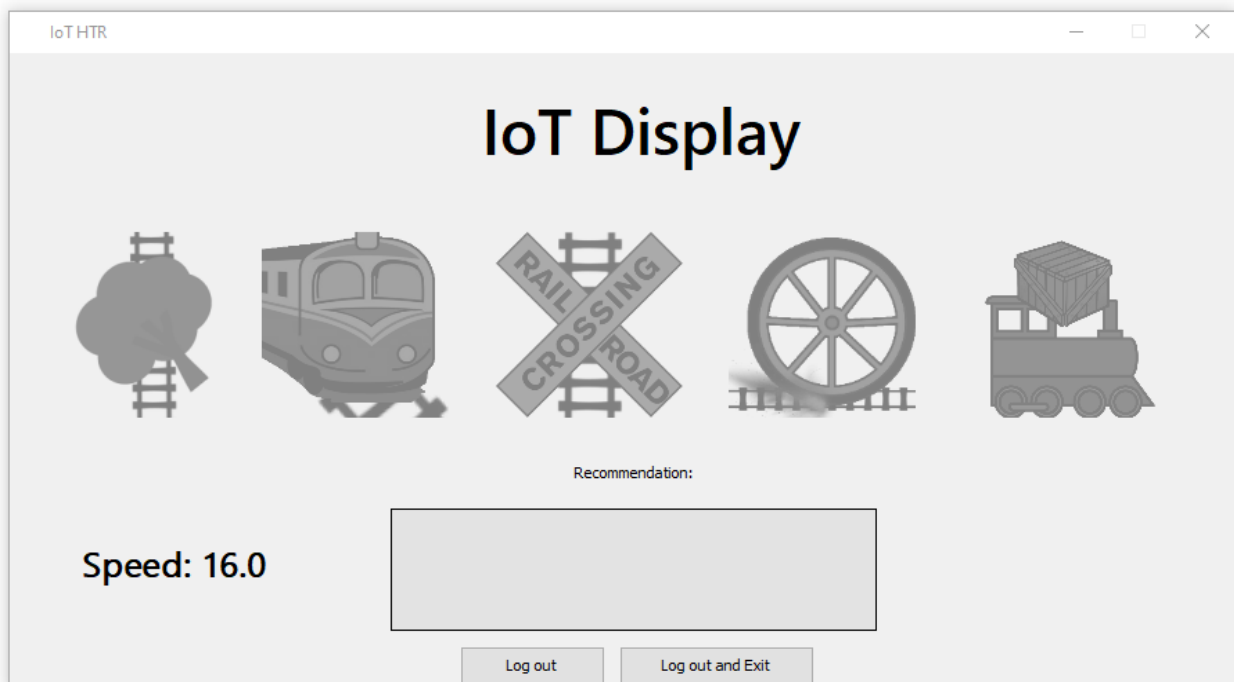 IoT HTR
IoT Display
RAIL
ROAD
CROSSING
Recommendation:
Speed: 16.0
Log out
Log out and Exit